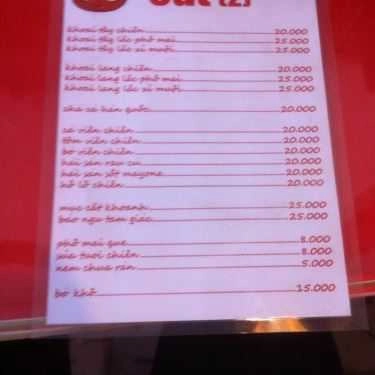 khoai tây chiên 20.000
khoai tây lắc phô mai 25.000
khoai tây lắc xí muội 25.000
khoai lang chiên 20.000
khoai lang lắc phô mai 25.000
khoai lang lắc xí muội 25.000
chả cá hàn quốc 20.000
cá viên chiên 20.000
tôm viên chiên 20.000
bò viên chiên 20.000
hải sản rau củ 20.000
hải sản sốt mayone 20.000
hồ lô chiên 20.000
mực cắt khoanh 25.000
bào ngư tam giác 25.000
phô mai que 8.000
sữa tươi chiên 8.000
nem chua rán 5.000
bò khô 15.000